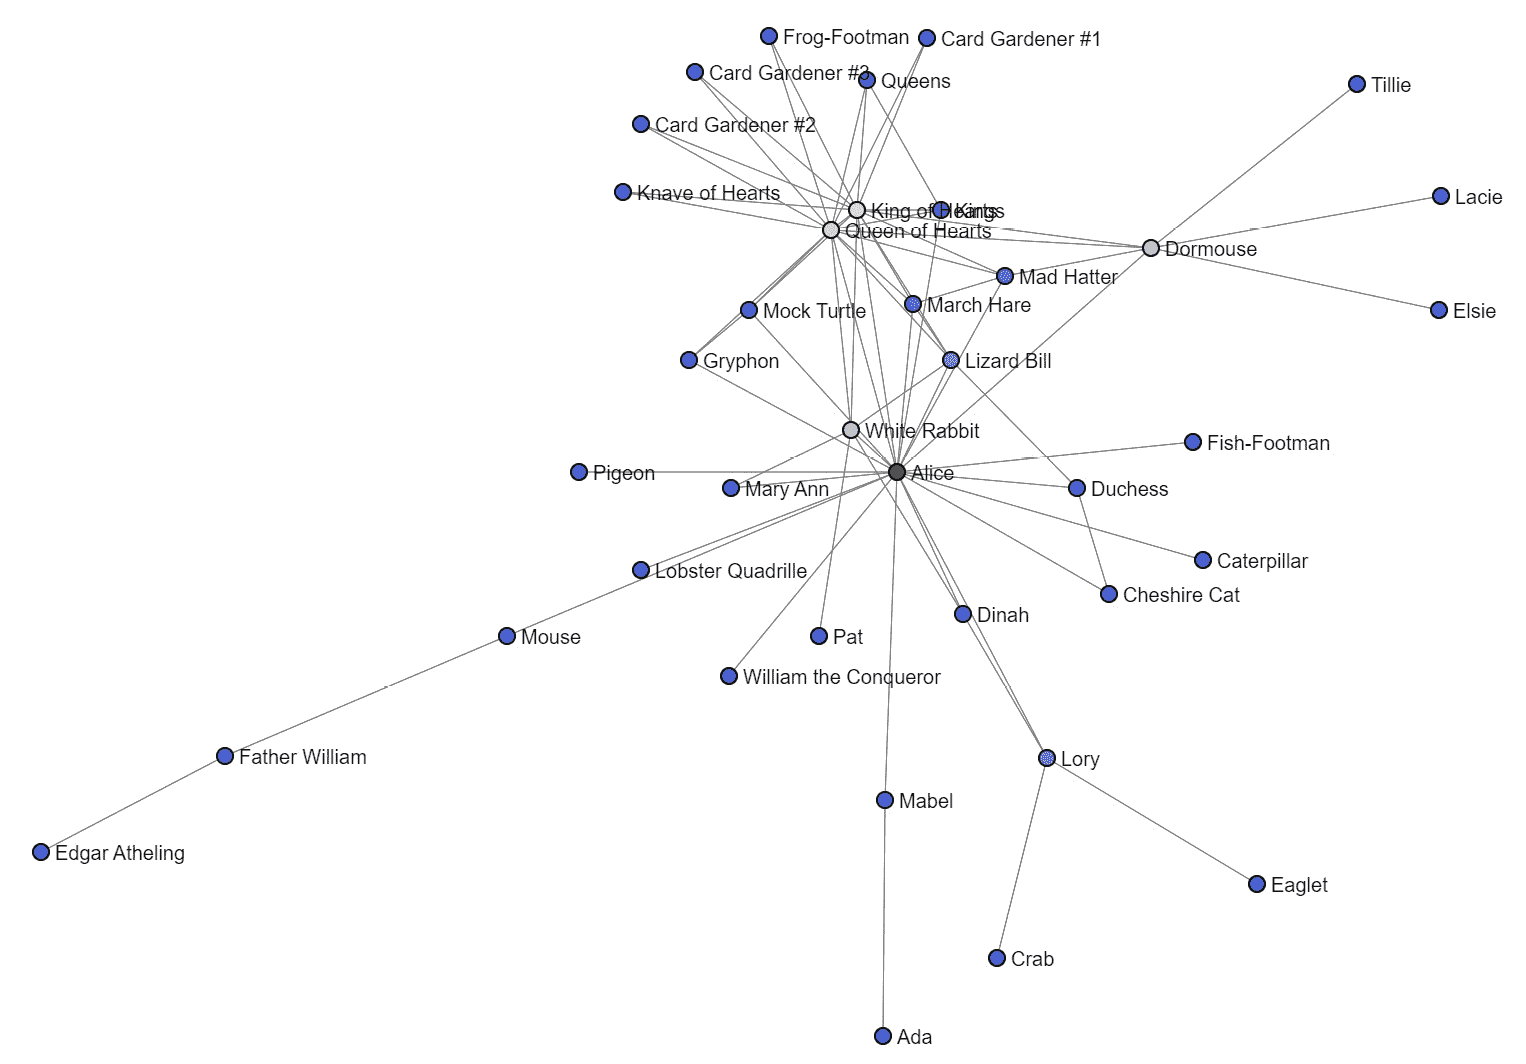 Frog-Footman
Card Gardener #1
Card Gardener #3
Queens
Tillie
Card Gardener #2
Knave of Hearts
Lacie
King of Hearts
Kings
Queen of Hearts
Dormouse
Mad Hatter
March Hare
Mock Turtle
Elsie
Gryphon
Lizard Bill
White Rabbit
Fish-Footman
Pigeon
Alice
Mary Ann
Duchess
Caterpillar
Lobster Quadrille
Cheshire Cat
Dinah
Mouse
Pat
William the Conqueror
Father William
Lory
Mabel
Edgar Atheling
Eaglet
Crab
Ada